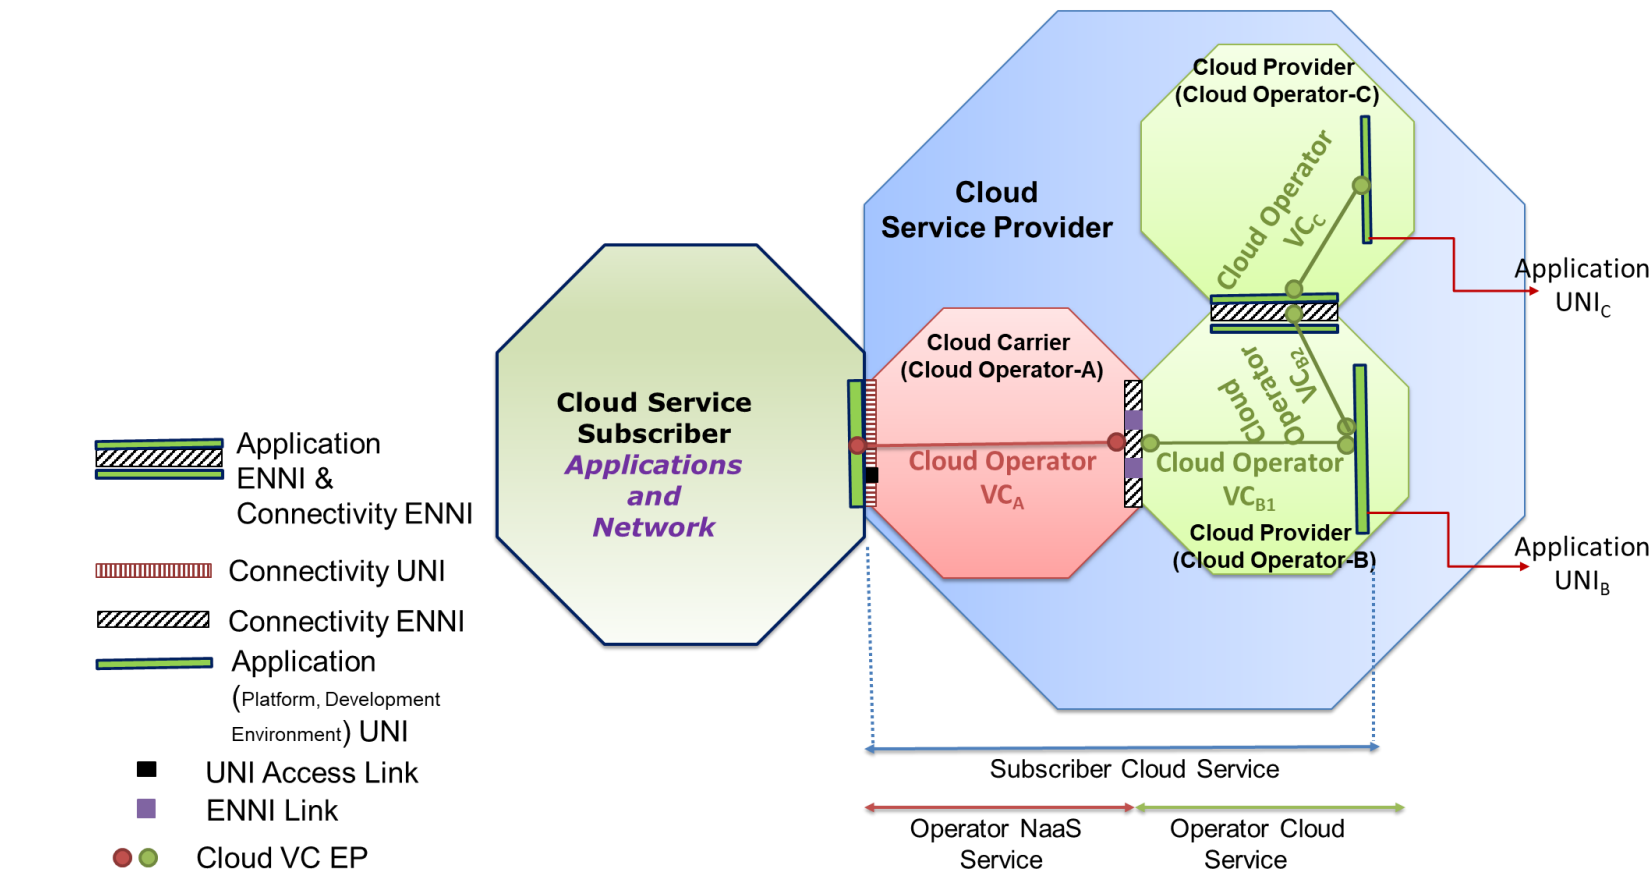 Cloud Provider
(Cloud Operator-C)
Cloud Operator
VCC
Cloud
Service Provider
Application
UNIC
Cloud Carrier
(Cloud Operator-A)
Cloud
Operator
VCB2
Cloud Service
Subscriber
Applications
and
Network
Cloud Operator
VCA
Cloud Operator
VCB1
Cloud Provider
(Cloud Operator-B)
Application
UNIB
Application
ENNI &
Connectivity ENNI
Connectivity UNI
Connectivity ENNI
Application
(Platform, Development
Environment) UNI
UNI Access Link
ENNI Link
Cloud VC EP
Subscriber Cloud Service
Operator NaaS
Service
Operator Cloud
Service